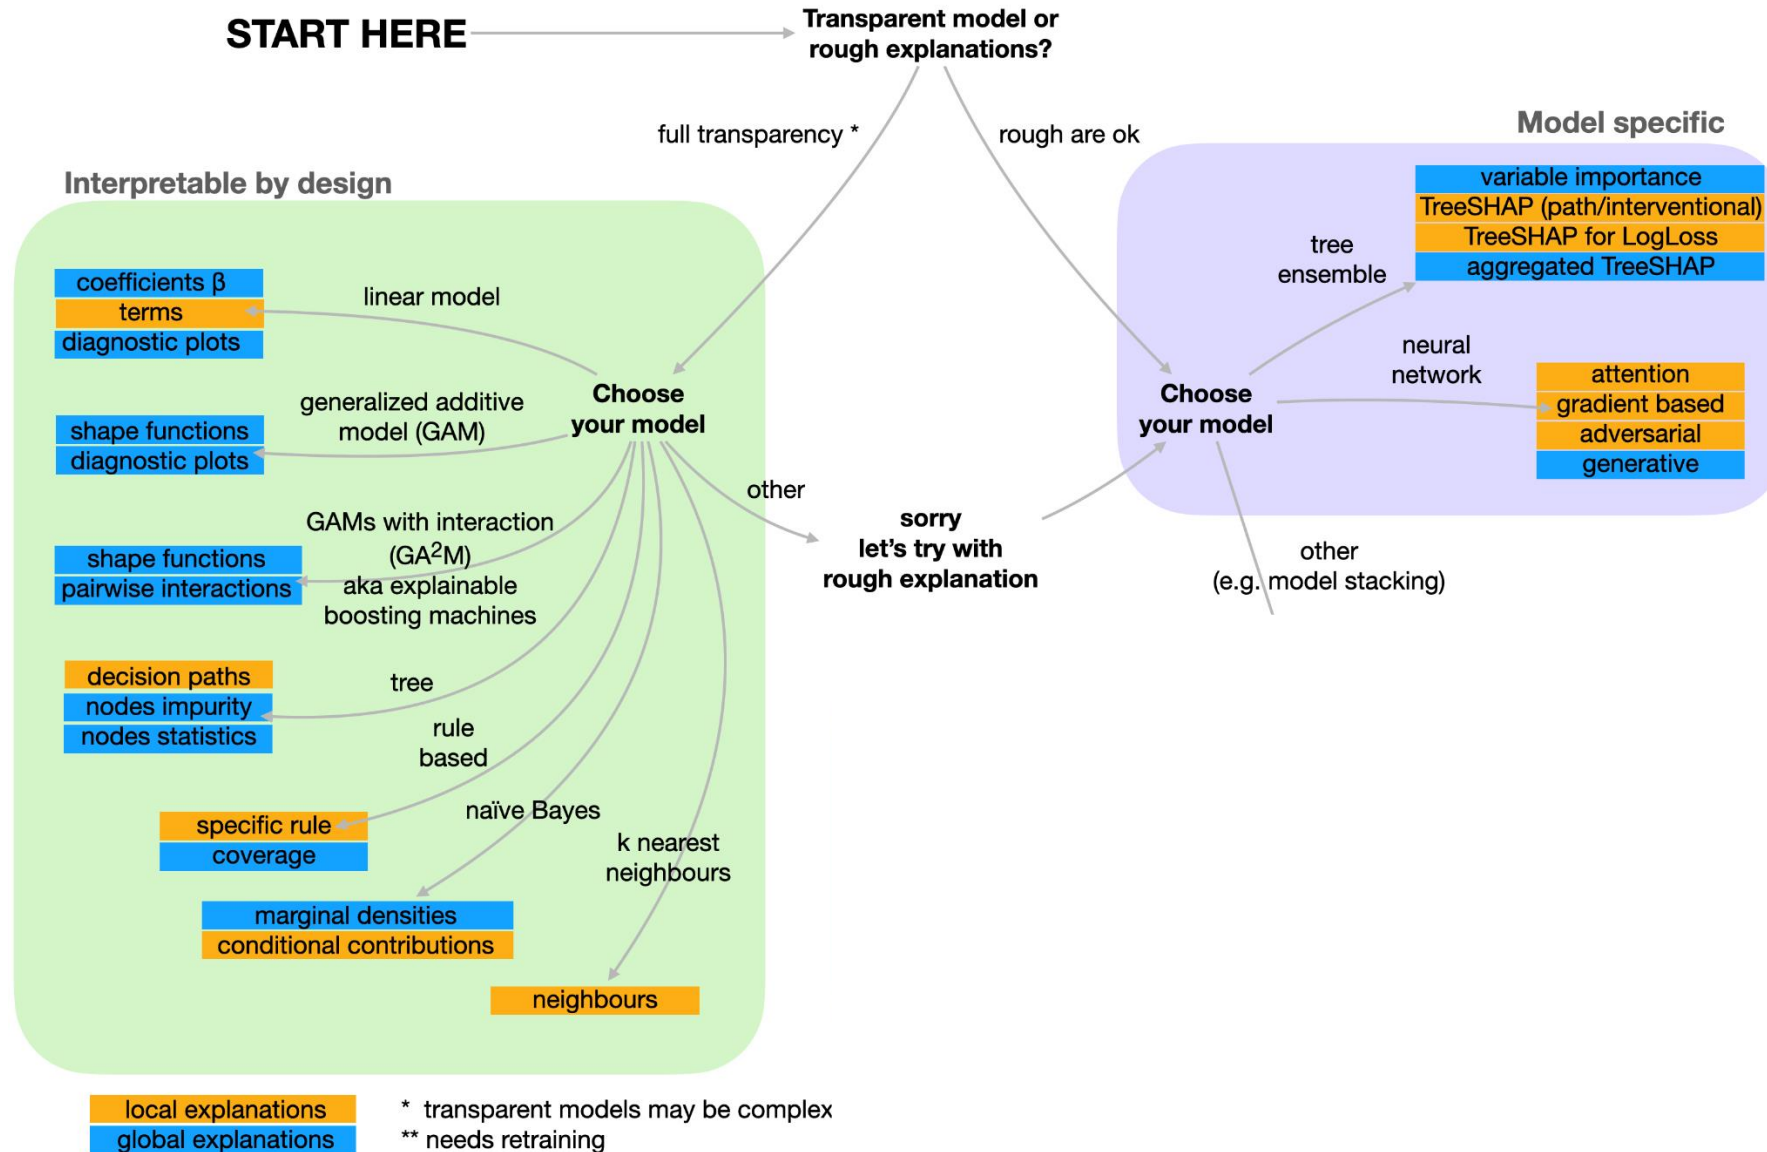 START HERE
Transparent model or
rough explanations?
full transparency *
rough are ok
Model specific
Interpretable by design
variable importance
TreeSHAP (path/interventional)
TreeSHAP for LogLoss
aggregated TreeSHAP
tree
ensemble
coefficients β
terms
diagnostic plots
linear model
neural
network
attention
gradient based
adversarial
generative
Choose
your model
Choose
your model
generalized additive
model (GAM)
shape functions
diagnostic plots
other
sorry
let's try with
rough explanation
other
(e.g. model stacking)
GAMs with interaction
(GA²M)
aka explainable
boosting machines
shape functions
pairwise interactions
decision paths
nodes impurity
nodes statistics
tree
rule
based
specific rule
coverage
naïve Bayes
k nearest
neighbours
marginal densities
conditional contributions
neighbours
local explanations
global explanations
* transparent models may be complex
** needs retraining